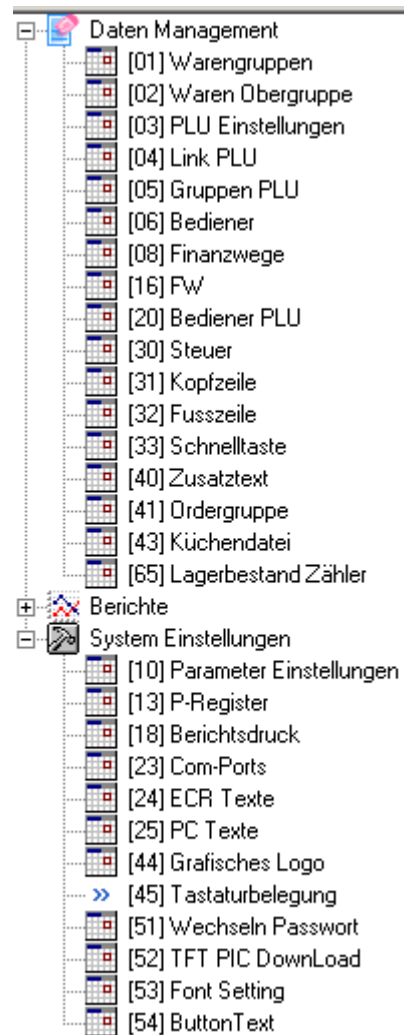 Daten Management
[01] Warengruppen
[02] Waren Obergruppe
[03] PLU Einstellungen
[04] Link PLU
[05] Gruppen PLU
[06] Bediener
[08] Finanzwege
[16] FW
[20] Bediener PLU
[30] Steuer
[31] Kopfzeile
[32] Fusszeile
[33] Schnelltaste
[40] Zusatztext
[41] Ordergruppe
[43] Küchendatei
[65] Lagerbestand Zähler
Berichte
System Einstellungen
[10] Parameter Einstellungen
[13] P-Register
[18] Berichtsdruck
[23] Com-Ports
[24] ECR Texte
[25] PC Texte
[44] Grafisches Logo
[45] Tastaturbelegung
[51] Wechseln Passwort
[52] TFT PIC DownLoad
[53] Font Setting
[54] ButtonText